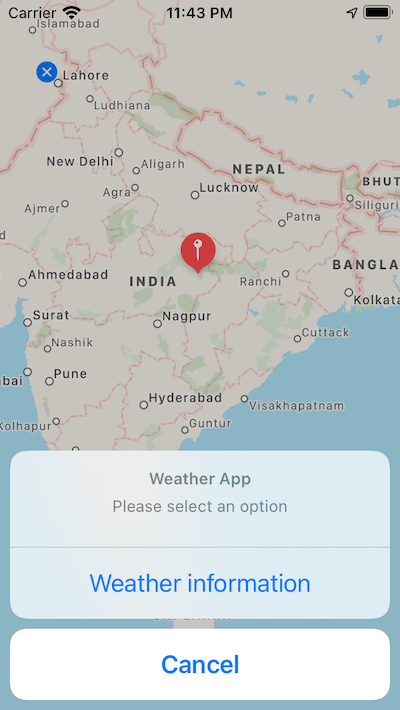 Carrier 11:43 PM
Islamabad
Lahore
Ludhiana
New Delhi
Aligarh
NEPAL
BHUT
Agra
Lucknow
Siliguri
Ajmer
Patna
d
BANGLA
Ahmedabad
INDIA
Ranchi
Kolkata
Surat
Nagpur
Nashik
Cuttack
bai
Pune
Hyderabad
Visakhapatnam
Kolhapur
Guntur
Weather App
Please select an option
Weather information
Cancel